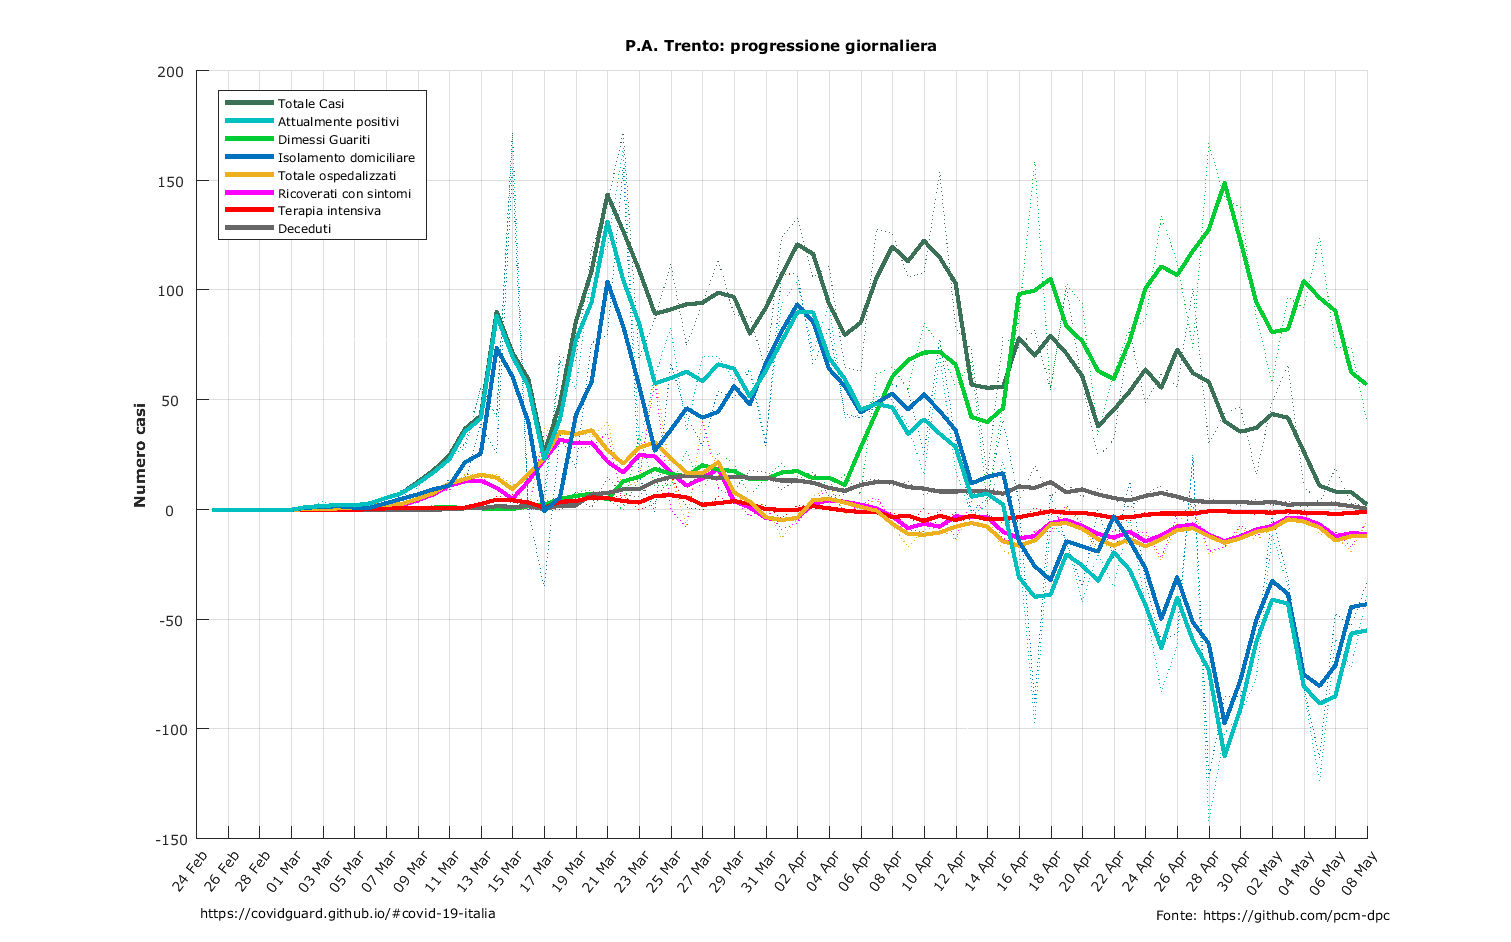 P.A. Trento: progressione giornaliera
200
150
100
50
0
-50
-100
-150
Numero casi
Totale Casi
Attualmente positivi
Dimessi Guariti
Isolamento domiciliare
Totale ospedalizzati
Ricoverati con sintomi
Terapia intensiva
Deceduti
24 Feb
26 Feb
28 Feb
01 Mar
03 Mar
05 Mar
07 Mar
09 Mar
11 Mar
13 Mar
15 Mar
17 Mar
19 Mar
21 Mar
23 Mar
25 Mar
27 Mar
29 Mar
31 Mar
02 Apr
04 Apr
06 Apr
08 Apr
10 Apr
12 Apr
14 Apr
16 Apr
18 Apr
20 Apr
22 Apr
24 Apr
26 Apr
28 Apr
30 Apr
02 May
04 May
06 May
08 May
https://covidguard.github.io/#covid-19-italia
Fonte: https://github.com/pcm-dpc